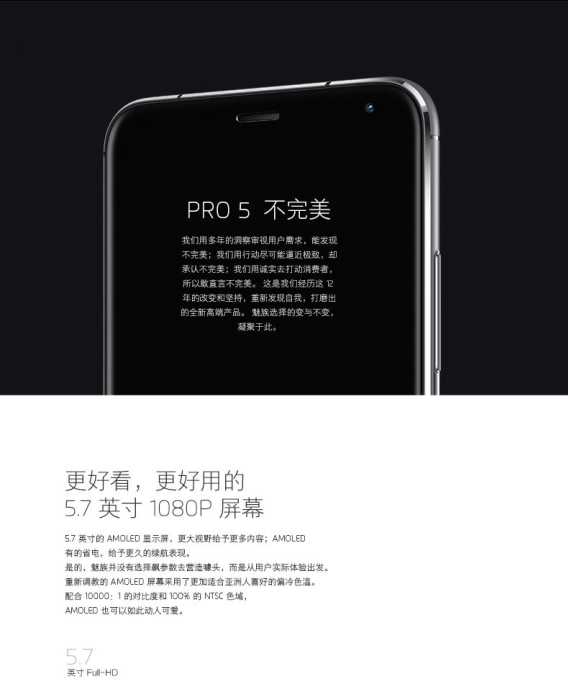 PRO 5 不完美
我们用多年的洞察审视用户需求，能发现
不完美；我们用行动尽可能逼近极致，却
承认不完美；我们用诚实去打动消费者，
所以敢直言不完美。 这是我们经历这 12
年的改变和坚持，重新发现自我，打磨出
的全新高端产品。 魅族选择的变与不变，
凝聚于此。
更好看，更好用的
5.7 英寸 1080P 屏幕
5.7 英寸的 AMOLED 显示屏，更大视野给予更多内容；AMOLED
有的省电，给予更久的续航表现。
是的，魅族并没有选择飙参数去营造噱头，而是从用户实际体验出发。
重新调教的 AMOLED 屏幕采用了更加适合亚洲人喜好的偏冷色温。
配合 10000：1 的对比度和 100% 的 NTSC 色域，
AMOLED 也可以如此动人可爱。
5.7
英寸 Full-HD